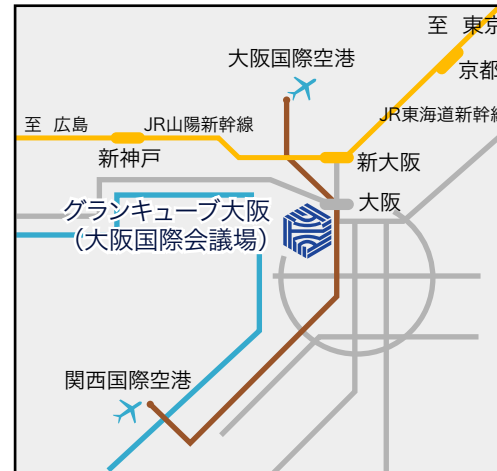 至 東京
大阪国際空港
京都
至 広島
JR山陽新幹線
JR東海道新幹線
新神戸
新大阪
大阪
グランキューブ大阪
（大阪国際会議場）
関西国際空港